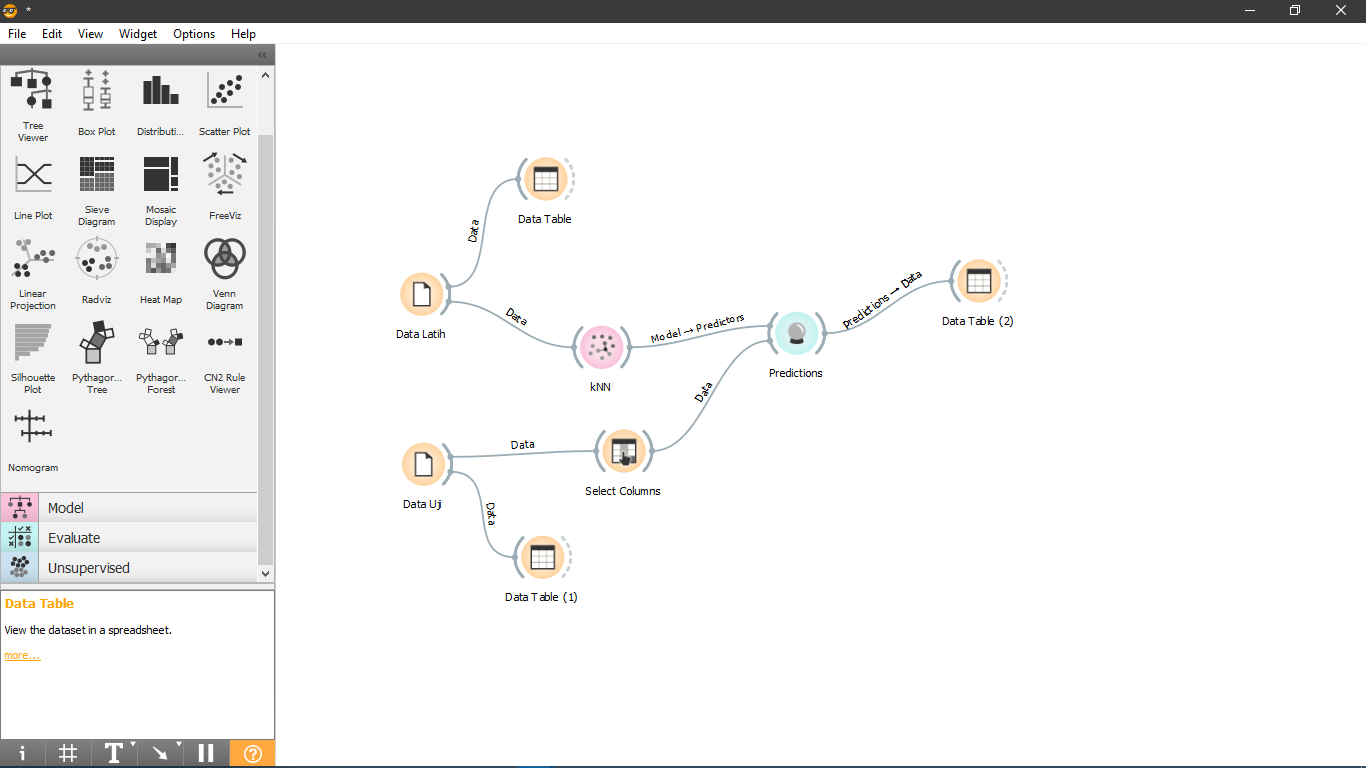 *
File Edit View Widget Options Help
Tree Viewer
Box Plot
Distributi...
Scatter Plot
Line Plot
Sieve Diagram
Mosaic Display
FreeViz
Linear Projection
Radviz
Heat Map
Venn Diagram
Silhouette Plot
Pythagor... Tree
Pythagor... Forest
CN2 Rule Viewer
Nomogram
Model
Evaluate
Unsupervised
Data Table
View the dataset in a spreadsheet.
more...
Data
Data Table
Data Latih
Data
kNN
Model → Predictors
Predictions
Predictions → Data
Data Table (2)
Data
Data Uji
Data
Select Columns
Data
Data Table (1)